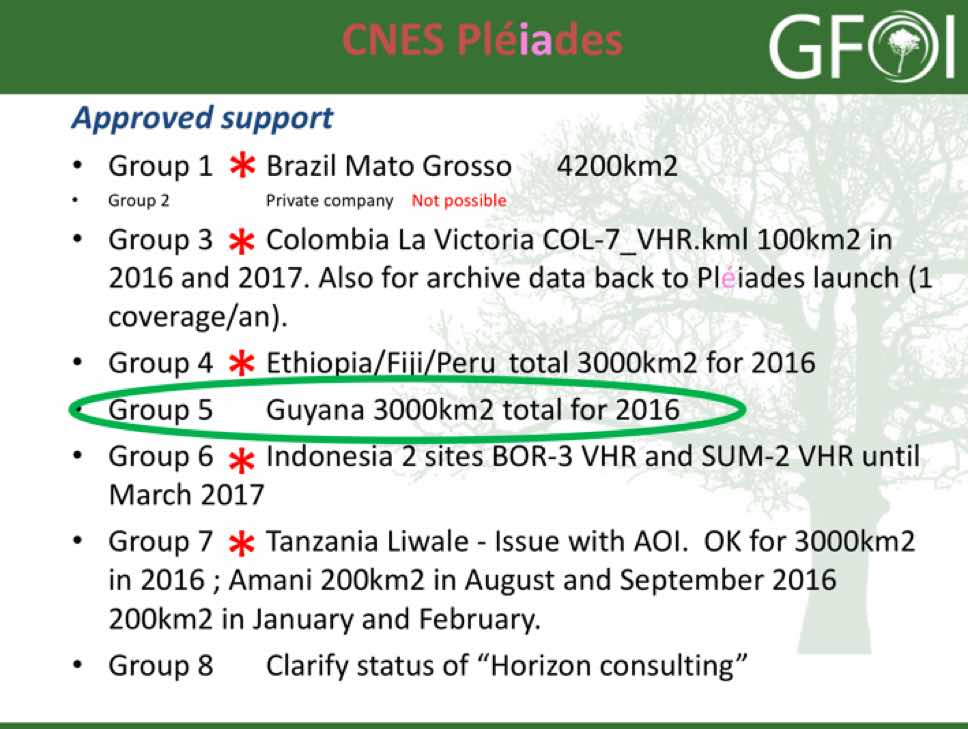 CNES Pléiades
GFOI
Approved support
• Group 1 * Brazil Mato Grosso 4200km2
• Group 2 Private company Not possible
• Group 3 * Colombia La Victoria COL-7_VHR.kml 100km2 in
2016 and 2017. Also for archive data back to Pléiades launch (1
coverage/an).
• Group 4 * Ethiopia/Fiji/Peru total 3000km2 for 2016
• Group 5 Guyana 3000km2 total for 2016
• Group 6 * Indonesia 2 sites BOR-3 VHR and SUM-2 VHR until
March 2017
• Group 7 * Tanzania Liwale - Issue with AOI. OK for 3000km2
in 2016 ; Amani 200km2 in August and September 2016
200km2 in January and February.
• Group 8 Clarify status of “Horizon consulting”